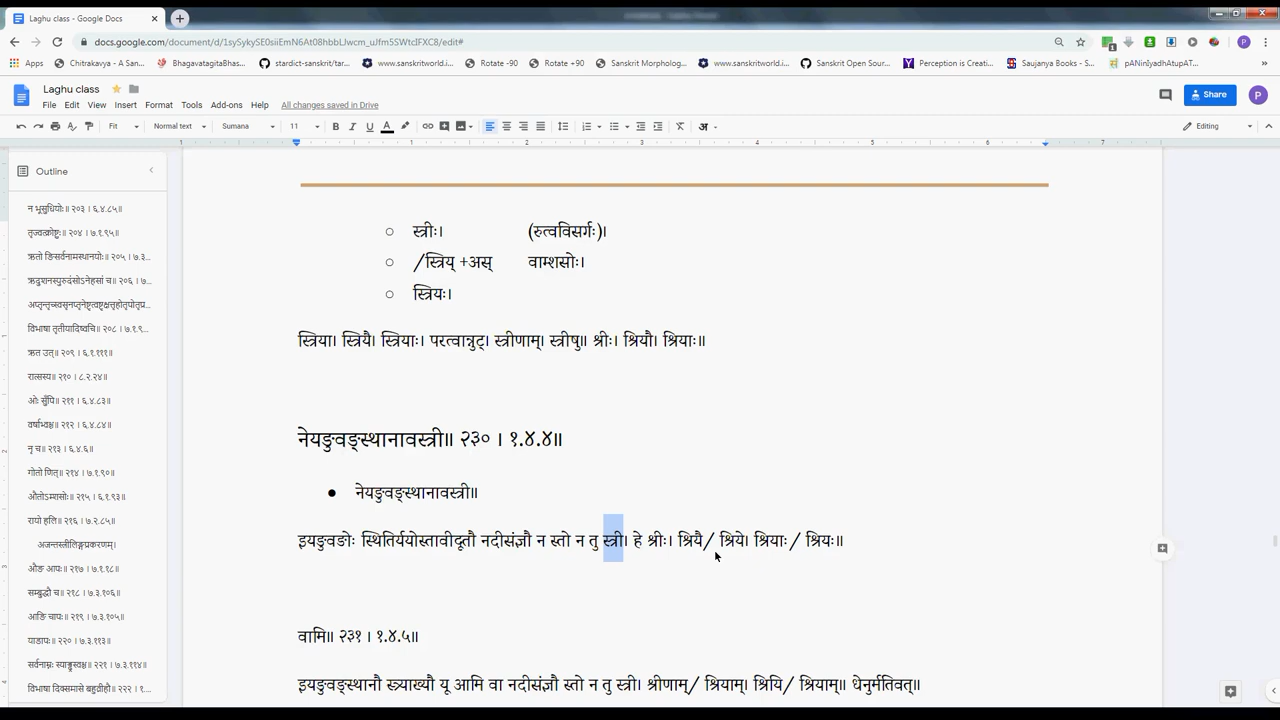 Laghu class - Google Docs
docs.google.com/document/d/1sySykySE0siiEmN6At08hbbLJwcm_uJfm5SWtcIFXC8/edit#
Apps Chitrakavya - A San... BhagavatagitaBhas... stardict-sanskrit/tar... www.sanskritworld.i... Rotate -90 Rotate +90 Sanskrit Morpholog... www.sanskritworld.i... Sanskrit Open Sour... Perception is Creati... Saujanya Books - S... pANinIyadhAtupAT...
Laghu class
File Edit View Insert Format Tools Add-ons Help All changes saved in Drive
Share
P
Fit Normal text Sumana 11 Editing
Outline
न भूसुधियोः॥ २०३ । ६.४.८५॥
तृज्वत्क्रोष्टुः॥ २०४ । ७.१.९५॥
ऋतो ङिसर्वनामस्थानयोः॥ २०५ । ७.३...
ऋदुशनस्पुरुदंसोऽनेहसां च॥ २०६ । ७...
अप्तृन्तृच्स्वसृनप्तृनेष्टृत्वष्टृक्षत्तृहोतृपोतृप्र...
विभाषा तृतीयादिष्वचि॥ २०८ । ७.१.९...
ऋत उत्॥ २०९ । ६.१.१११॥
रात्सस्य॥ २१० । ८.२.२४॥
ओः सुँपि॥ २११ । ६.४.८३॥
वर्षाभ्वश्च॥ २१२ । ६.४.८४॥
नृ च॥ २१३ । ६.४.६॥
गोतो णित्॥ २१४ । ७.१.९०॥
औतोऽम्शसोः॥ २१५ । ६.१.९३॥
रायो हलि॥ २१६ । ७.२.८५॥
अजन्तस्त्रीलिङ्गप्रकरणम्।
औङ आपः॥ २१७ । ७.१.१८॥
सम्बुद्धौ च॥ २१८ । ७.३.१०६॥
आङि चापः॥ २१९ । ७.३.१०५॥
याडापः॥ २२० । ७.३.११३॥
सर्वनाम्नः स्याड्ढ्रस्वश्च॥ २२१ । ७.३.११४॥
विभाषा दिक्समासे बहुव्रीहौ॥ २२२ । १....
स्त्रीः। (रुत्वविसर्गः)।
/स्त्रिय् +अस् वाम्शसोः।
स्त्रियः।
स्त्रिया। स्त्रियै। स्त्रियाः। परत्वान्नुट्। स्त्रीणाम्। स्त्रीषु॥ श्रीः। श्रियौ। श्रियाः॥
नेयङुवङ्स्थानावस्त्री॥ २३० । १.४.४॥
नेयङुवङ्स्थानावस्त्री॥
इयङुवङोः स्थितिर्ययोस्तावीदूतौ नदीसंज्ञौ न स्तो न तु स्त्री। हे श्रीः। श्रियै/ श्रिये। श्रियाः/ श्रियः॥
वामि॥ २३१ । १.४.५॥
इयङुवङ्स्थानौ स्त्र्याख्यौ यू आमि वा नदीसंज्ञौ स्तो न तु स्त्री। श्रीणाम्/ श्रियाम्। श्रियि/ श्रियाम्॥ धेनुर्मतिवत्॥